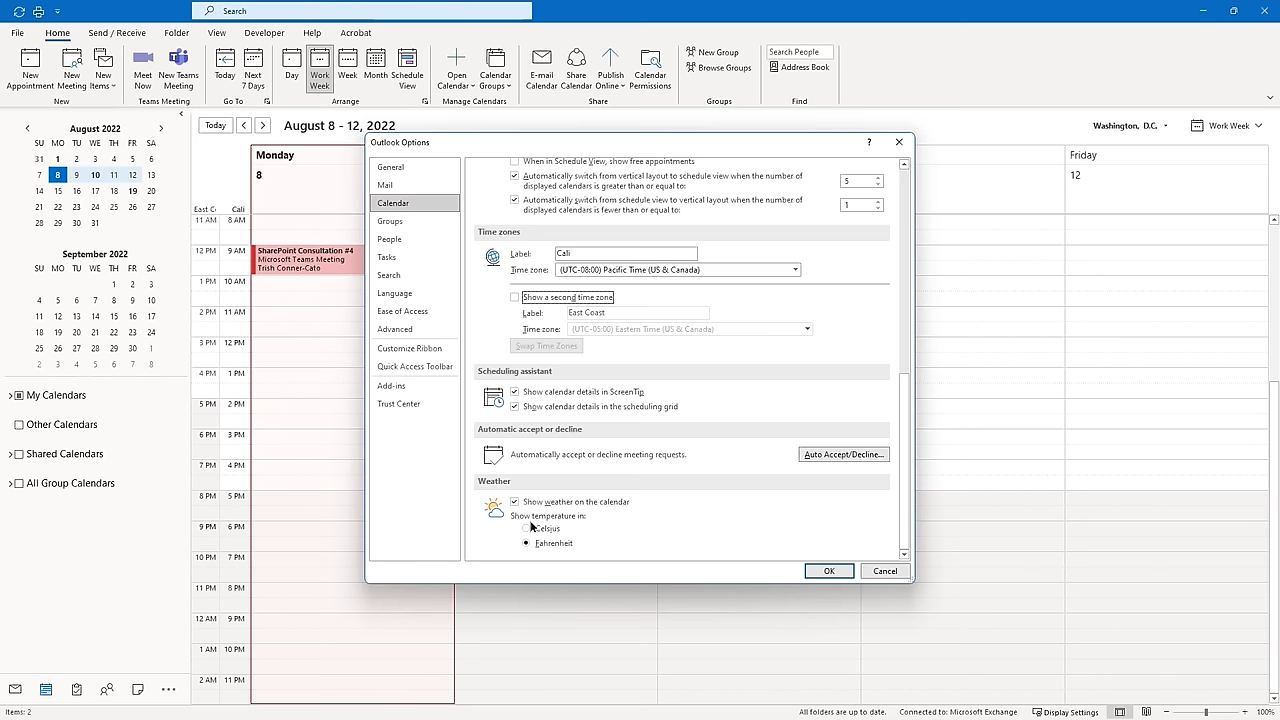 Search
File Home Send / Receive Folder View Developer Help Acrobat
New Appointment
New Meeting
New Items
New
Meet Now
New Teams Meeting
Teams Meeting
Today
Next 7 Days
Go To
Day
Work Week
Week
Month
Schedule View
Arrange
Open Calendar
Calendar Groups
Manage Calendars
E-mail Calendar
Share Calendar
Publish Online
Calendar Permissions
Share
New Group
Browse Groups
Groups
Search People
Address Book
Find
August 2022
SU MO TU WE TH FR SA
31 1 2 3 4 5 6
7 8 9 10 11 12 13
14 15 16 17 18 19 20
21 22 23 24 25 26 27
28 29 30 31
September 2022
SU MO TU WE TH FR SA
1 2 3
4 5 6 7 8 9 10
11 12 13 14 15 16 17
18 19 20 21 22 23 24
25 26 27 28 29 30 1
2 3 4 5 6 7 8
My Calendars
Other Calendars
Shared Calendars
All Group Calendars
Today August 8 - 12, 2022
Washington, D.C. Work Week
Monday
8
Friday
12
East C Cali
11 AM 8 AM
12 PM 9 AM
1 PM 10 AM
2 PM 11 AM
3 PM 12 PM
4 PM 1 PM
5 PM 2 PM
6 PM 3 PM
7 PM 4 PM
8 PM 5 PM
9 PM 6 PM
10 PM 7 PM
11 PM 8 PM
12 AM 9 PM
1 AM 10 PM
2 AM 11 PM
SharePoint Consultation #4
Microsoft Teams Meeting
Trish Conner-Cato
Outlook Options ?
General
Mail
Calendar
Groups
People
Tasks
Search
Language
Ease of Access
Advanced
Customize Ribbon
Quick Access Toolbar
Add-ins
Trust Center
When in Schedule View, show free appointments
Automatically switch from vertical layout to schedule view when the number of
displayed calendars is greater than or equal to: 5
Automatically switch from schedule view to vertical layout when the number of
displayed calendars is fewer than or equal to: 1
Time zones
Label: Cali
Time zone: (UTC-08:00) Pacific Time (US & Canada)
Show a second time zone
Label: East Coast
Time zone: (UTC-05:00) Eastern Time (US & Canada)
Swap Time Zones
Scheduling assistant
Show calendar details in ScreenTip
Show calendar details in the scheduling grid
Automatic accept or decline
Automatically accept or decline meeting requests. Auto Accept/Decline...
Weather
Show weather on the calendar
Show temperature in:
Celsius
Fahrenheit
OK Cancel
Items: 2
All folders are up to date. Connected to: Microsoft Exchange Display Settings 100%